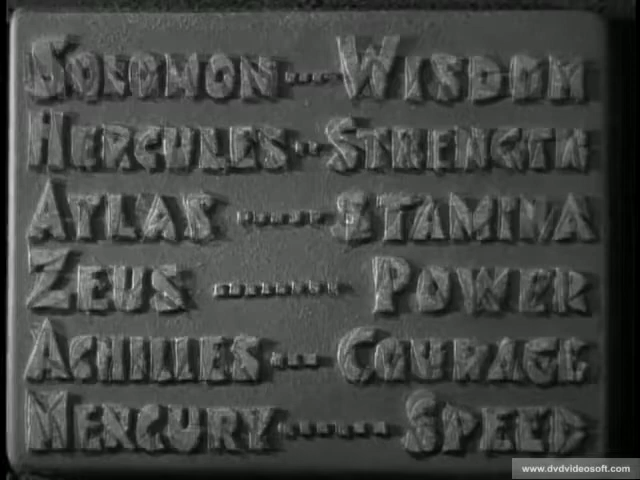 SOLOMON...WISDOM
HERCULES..STRENGTH
ATLAS.....STAMINA
ZEUS.......POWER
ACHILLES...COURAGE
MERCURY......SPEED
www.dvdvideosoft.com